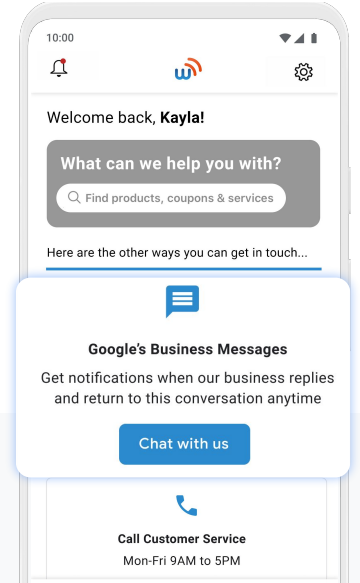 10:00
w
Welcome back, Kayla!
What can we help you with?
Find products, coupons & services
Here are the other ways you can get in touch...
Google's Business Messages
Get notifications when our business replies
and return to this conversation anytime
Chat with us
Call Customer Service
Mon-Fri 9AM to 5PM